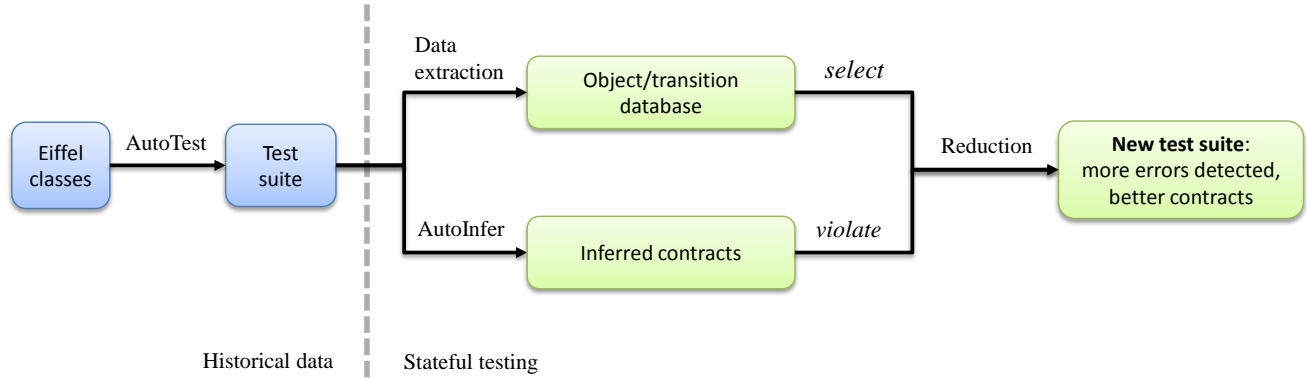 Eiffel
classes
AutoTest
Test
suite
Data
extraction
Object/transition
database
select
AutoInfer
Inferred contracts
violate
Reduction
New test suite:
more errors detected,
better contracts
Historical data
Stateful testing